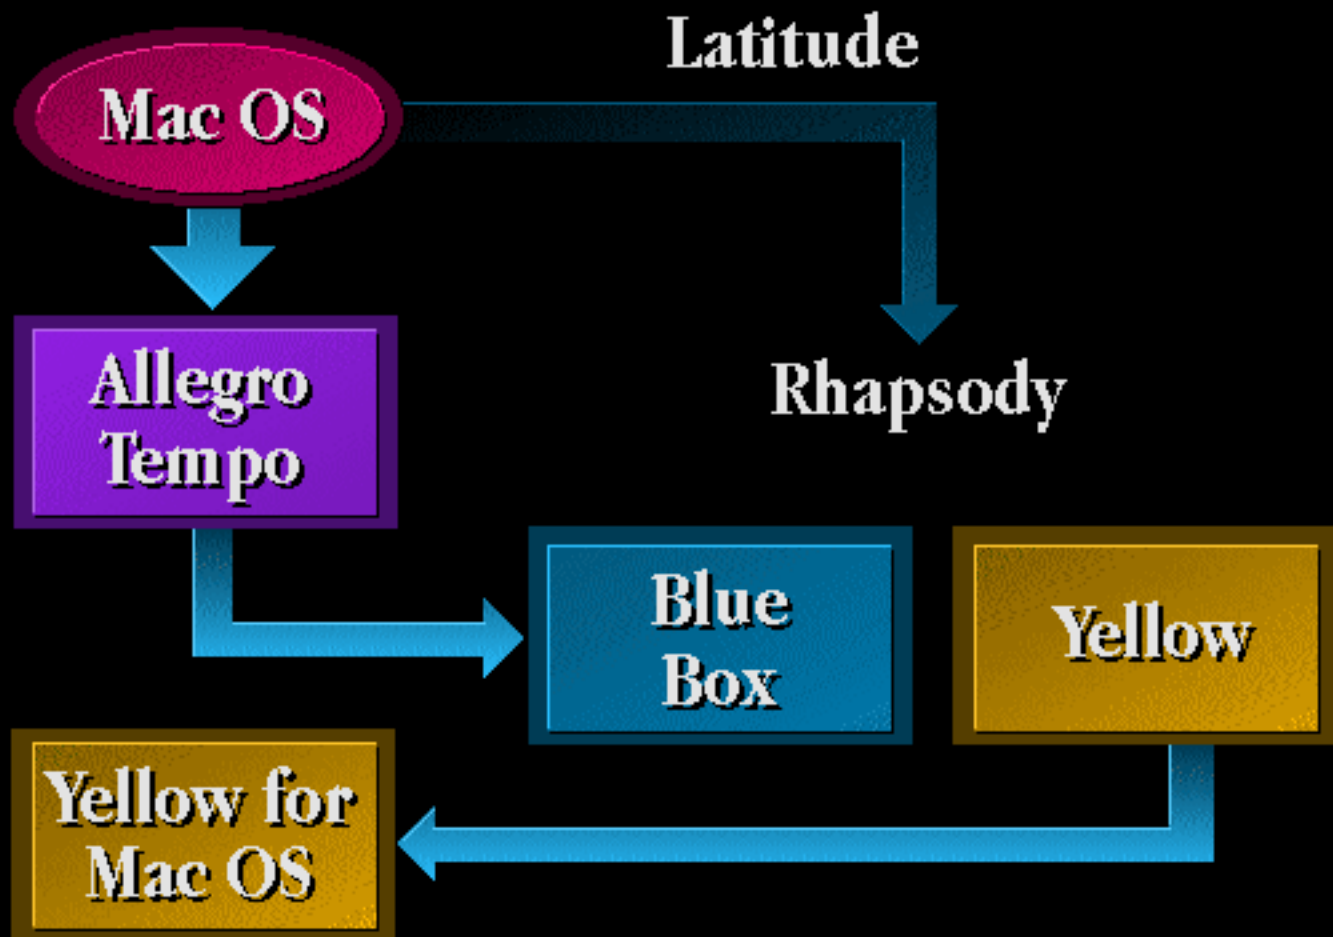 Latitude
Mac OS
Allegro
Tempo
Rhapsody
Blue
Box
Yellow
Yellow for
Mac OS